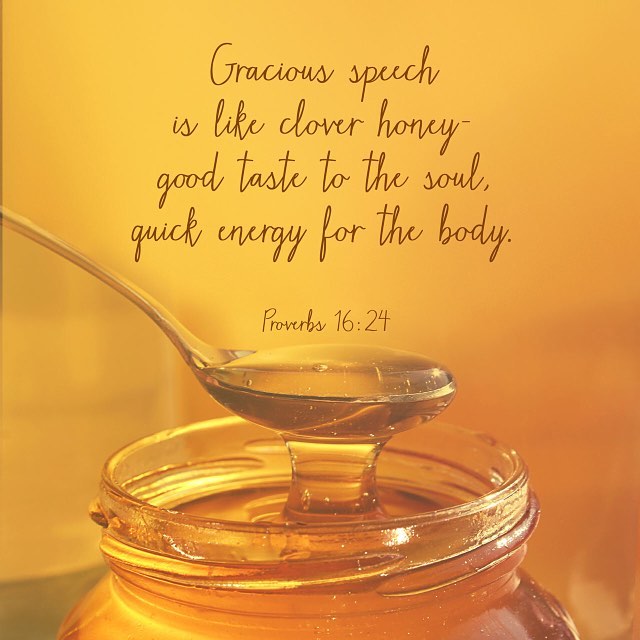 Gracious speech
is like clover honey-
good taste to the soul,
quick energy for the body.
Proverbs 16:24